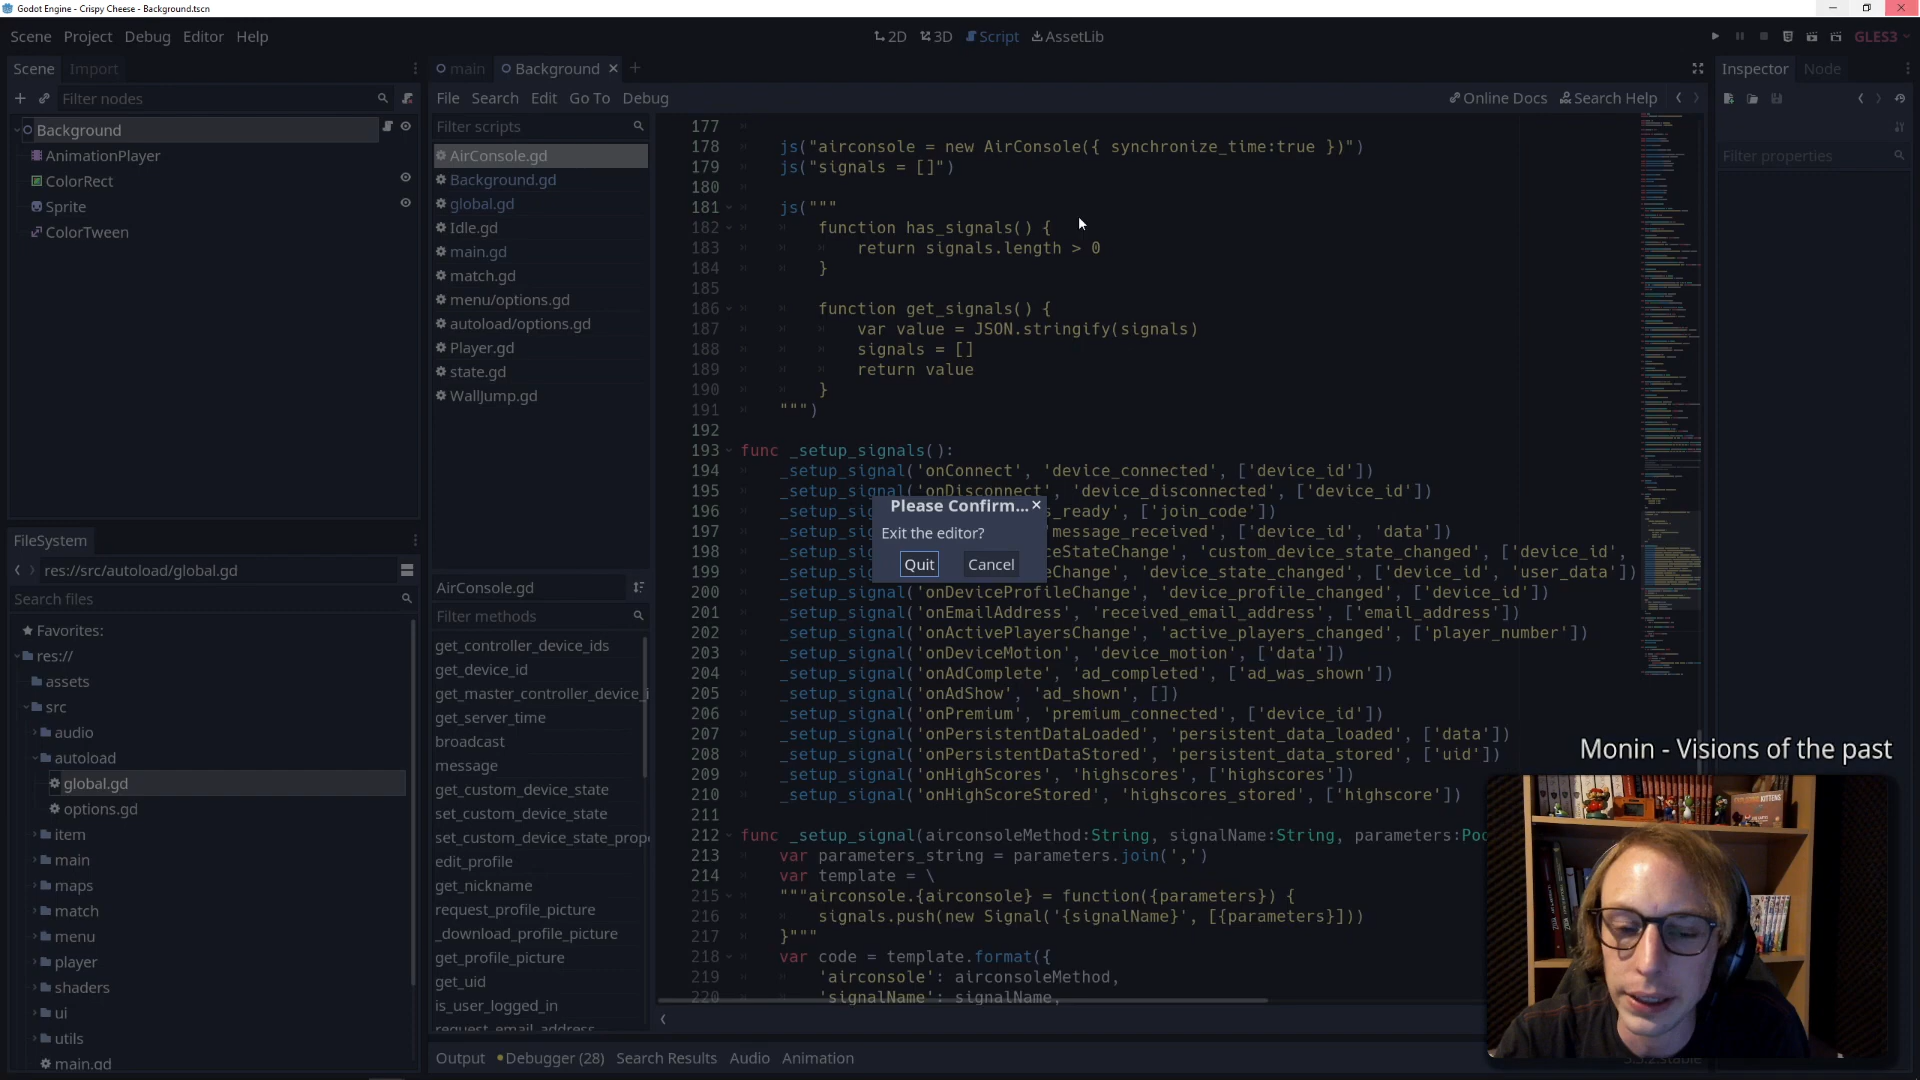 Godot Engine - Crispy Cheese - Background.tscn
Scene Project Debug Editor Help
2D 3D Script AssetLib
GLES3
Scene Import
Filter nodes
Background
AnimationPlayer
ColorRect
Sprite
ColorTween
FileSystem
res://src/autoload/global.gd
Search files
Favorites:
res://
assets
src
audio
autoload
global.gd
options.gd
item
main
maps
match
menu
player
shaders
ui
utils
main.gd
main Background
File Search Edit Go To Debug
Online Docs Search Help
Filter scripts
AirConsole.gd
Background.gd
global.gd
Idle.gd
main.gd
match.gd
menu/options.gd
autoload/options.gd
Player.gd
state.gd
WallJump.gd
AirConsole.gd
Filter methods
get_controller_device_ids
get_device_id
get_master_controller_device_i
get_server_time
broadcast
message
get_custom_device_state
set_custom_device_state
set_custom_device_state_prope
edit_profile
get_nickname
request_profile_picture
_download_profile_picture
get_profile_picture
get_uid
is_user_logged_in
request_email_address
177
178 js("airconsole = new AirConsole({ synchronize_time:true })")
179 js("signals = []")
180
181 js("""
182 function has_signals() {
183 return signals.length > 0
184 }
185
186 function get_signals() {
187 var value = JSON.stringify(signals)
188 signals = []
189 return value
190 }
191 """)
192
193 func _setup_signals():
194 _setup_signal('onConnect', 'device_connected', ['device_id'])
195 _setup_signal('onDisconnect', 'device_disconnected', ['device_id'])
196 _setup_sig s_ready', ['join_code'])
197 _setup_sig 'message_received', ['device_id', 'data'])
198 _setup_sig ceStateChange', 'custom_device_state_changed', ['device_id',
199 _setup_sig eChange', 'device_state_changed', ['device_id', 'user_data'])
200 _setup_signal('onDeviceProfileChange', 'device_profile_changed', ['device_id'])
201 _setup_signal('onEmailAddress', 'received_email_address', ['email_address'])
202 _setup_signal('onActivePlayersChange', 'active_players_changed', ['player_number'])
203 _setup_signal('onDeviceMotion', 'device_motion', ['data'])
204 _setup_signal('onAdComplete', 'ad_completed', ['ad_was_shown'])
205 _setup_signal('onAdShow', 'ad_shown', [])
206 _setup_signal('onPremium', 'premium_connected', ['device_id'])
207 _setup_signal('onPersistentDataLoaded', 'persistent_data_loaded', ['data'])
208 _setup_signal('onPersistentDataStored', 'persistent_data_stored', ['uid'])
209 _setup_signal('onHighScores', 'highscores', ['highscores'])
210 _setup_signal('onHighScoreStored', 'highscores_stored', ['highscore'])
211
212 func _setup_signal(airconsoleMethod:String, signalName:String, parameters:Poo
213 var parameters_string = parameters.join(',')
214 var template = \
215 """airconsole.{airconsole} = function({parameters}) {
216 signals.push(new Signal('{signalName}', [{parameters}]))
217 }"""
218 var code = template.format({
219 'airconsole': airconsoleMethod,
220 'signalName': signalName,
Please Confirm...
Exit the editor?
Quit Cancel
Output Debugger (28) Search Results Audio Animation
Inspector Node
Filter properties
Monin - Visions of the past